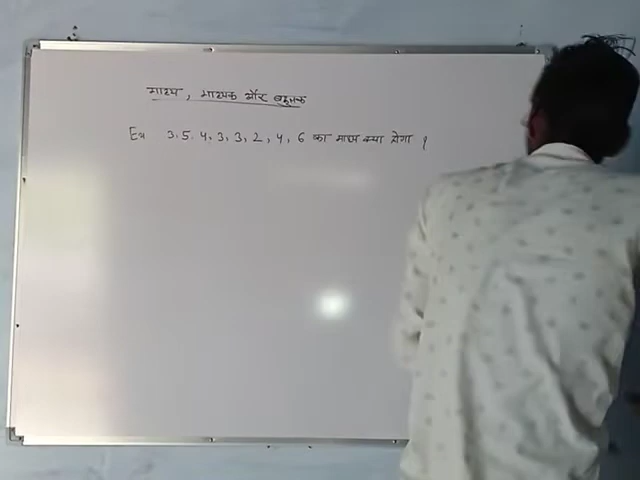 माध्य, माध्यक और बहुलक
Ex 3, 5, 4, 3, 3, 2, 4, 6 का माध्य क्या होगा ?